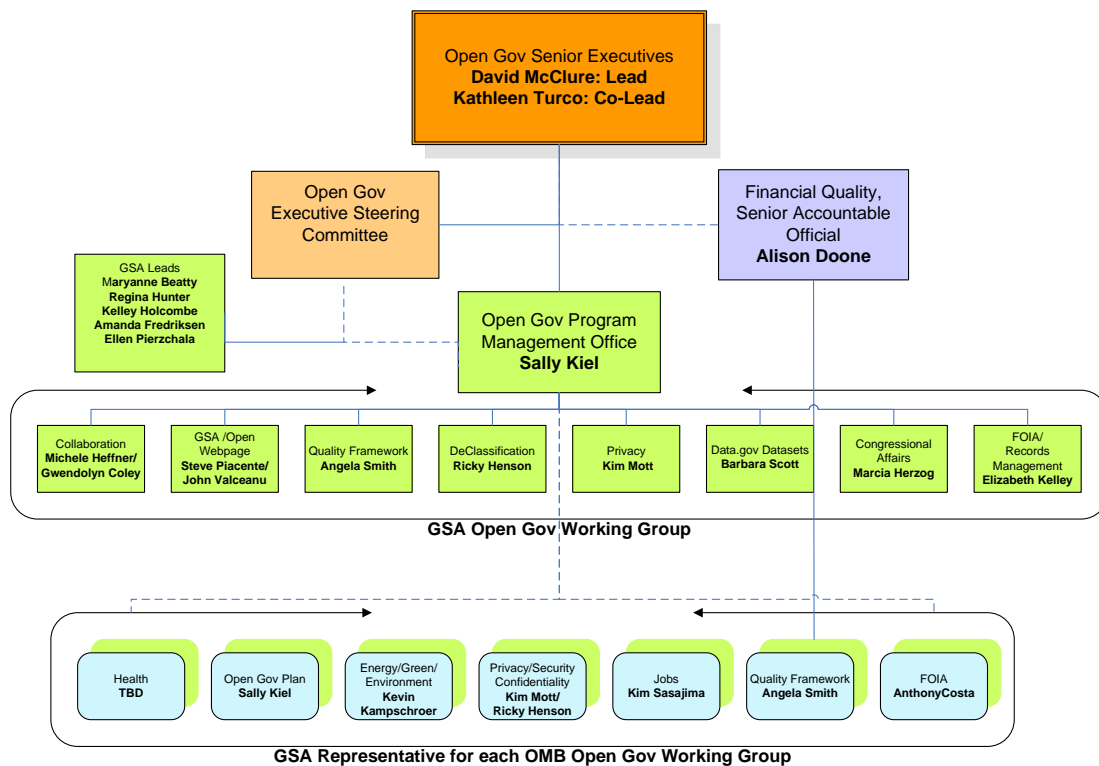 Open Gov Senior Executives
David McClure: Lead
Kathleen Turco: Co-Lead
Open Gov
Executive Steering
Committee
Financial Quality,
Senior Accountable
Official
Alison Doone
GSA Leads
Maryanne Beatty
Regina Hunter
Kelley Holcombe
Amanda Fredriksen
Ellen Pierzchala
Open Gov Program
Management Office
Sally Kiel
Collaboration
Michele Heffner/
Gwendolyn Coley
GSA /Open
Webpage
Steve Piacente/
John Valceanu
Quality Framework
Angela Smith
DeClassification
Ricky Henson
Privacy
Kim Mott
Data.gov Datasets
Barbara Scott
Congressional
Affairs
Marcia Herzog
FOIA/
Records
Management
Elizabeth Kelley
GSA Open Gov Working Group
Health
TBD
Open Gov Plan
Sally Kiel
Energy/Green/
Environment
Kevin
Kampschroer
Privacy/Security
Confidentiality
Kim Mott/
Ricky Henson
Jobs
Kim Sasajima
Quality Framework
Angela Smith
FOIA
AnthonyCosta
GSA Representative for each OMB Open Gov Working Group